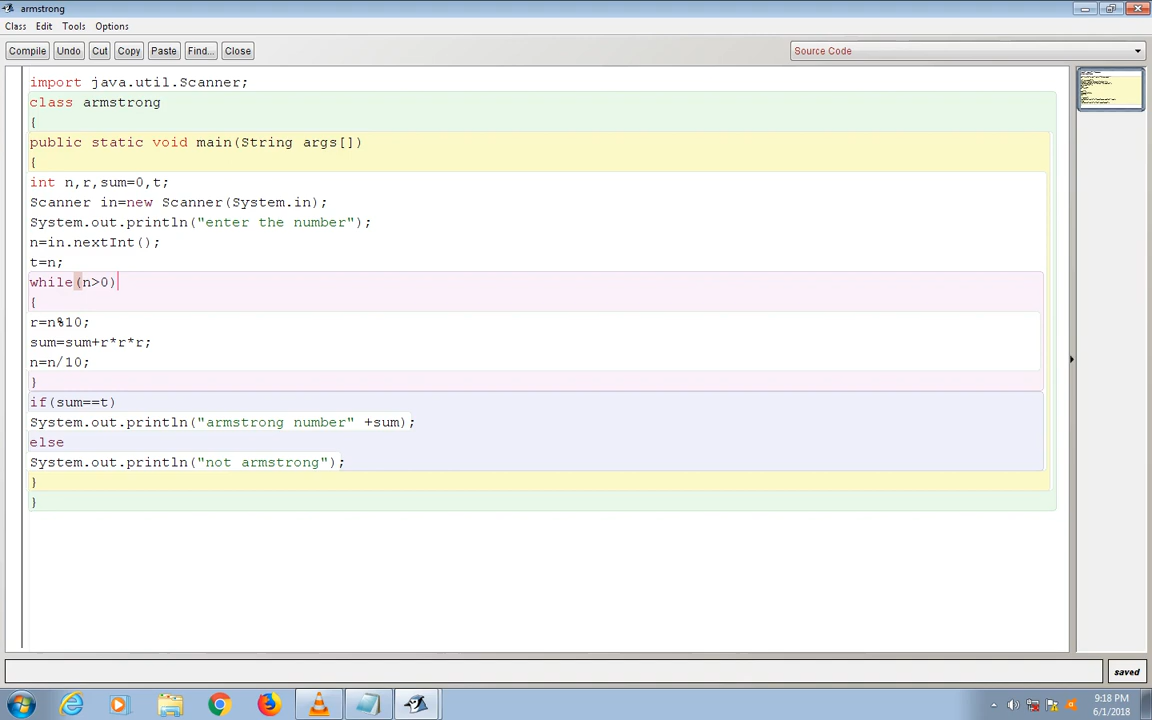 armstrong
Class Edit Tools Options
Compile Undo Cut Copy Paste Find... Close Source Code
import java.util.Scanner;
class armstrong
{
public static void main(String args[])
{
int n,r,sum=0,t;
Scanner in=new Scanner(System.in);
System.out.println("enter the number");
n=in.nextInt();
t=n;
while(n>0)
{
r=n%10;
sum=sum+r*r*r;
n=n/10;
}
if(sum==t)
System.out.println("armstrong number" +sum);
else
System.out.println("not armstrong");
}
}
saved
9:18 PM
6/1/2018